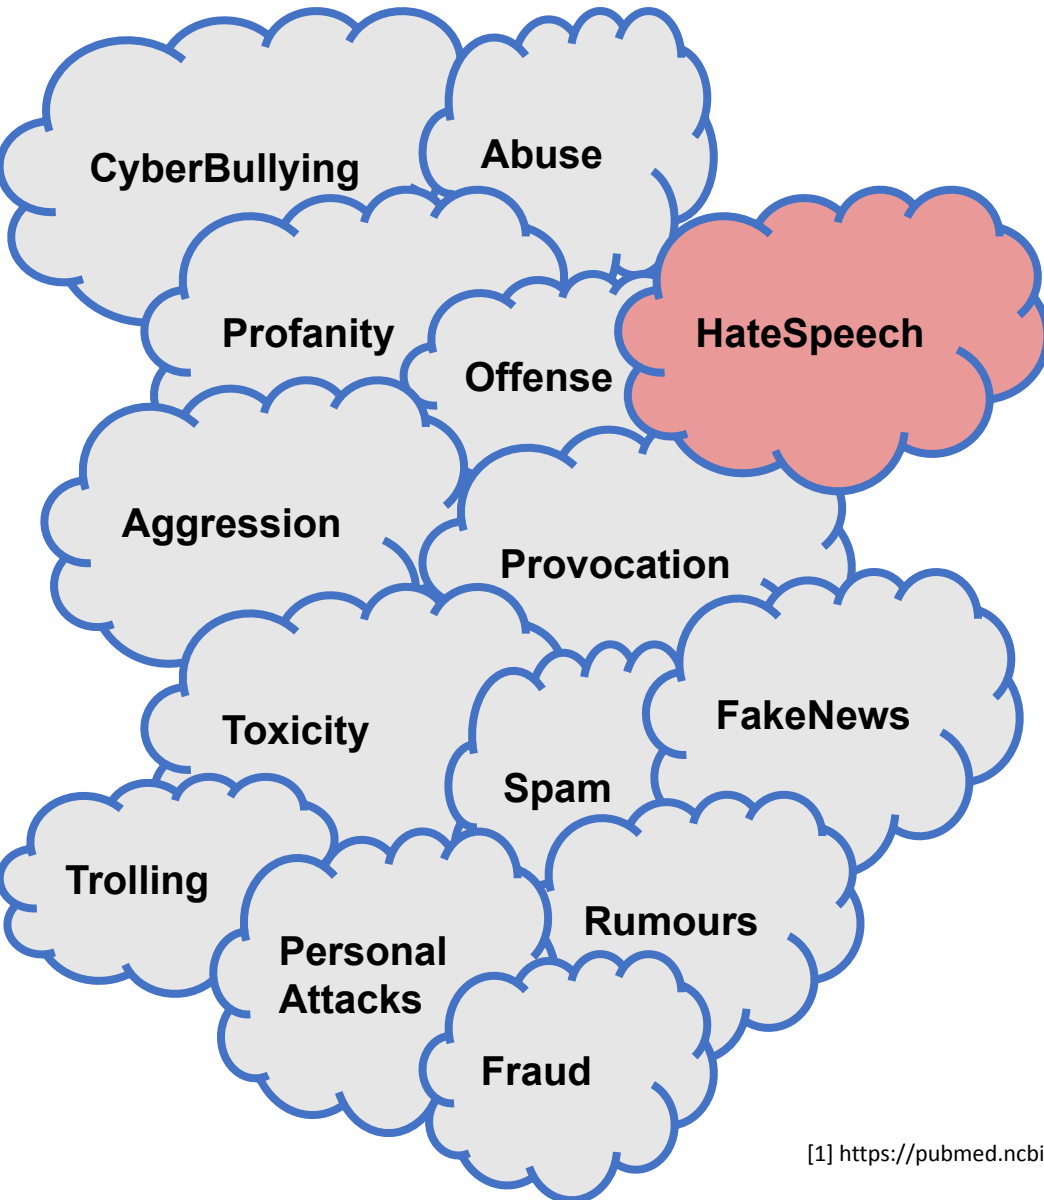 CyberBullying
Abuse
Profanity
HateSpeech
Offense
Aggression
Provocation
Toxicity
FakeNews
Spam
Trolling
Rumours
Personal
Attacks
Fraud
[1] https://pubmed.ncbi